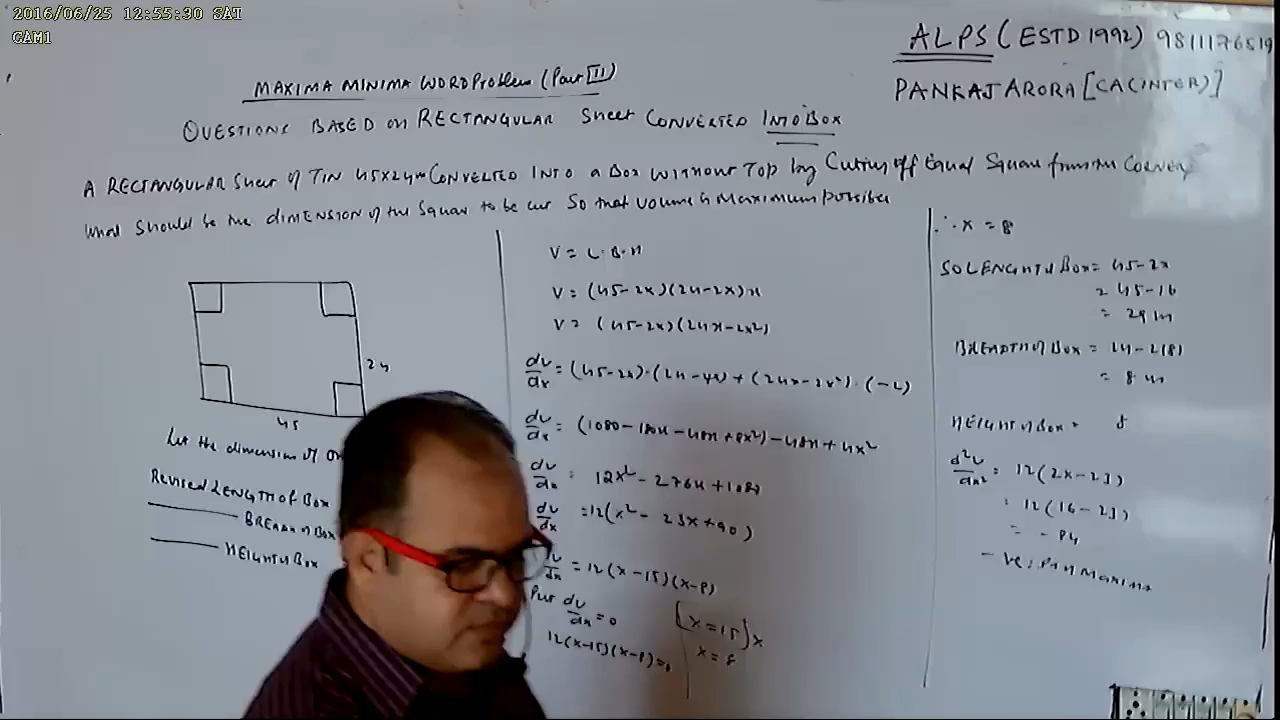 2016/06/25 12:55:30 SAT
CAM1
ALPS (ESTD 1992) 9811176519
PANKAJ ARORA [CA(INTER)]
MAXIMA MINIMA WORD Problem (Part III)
QUESTIONS BASED on RECTANGULAR Sheet CONVERTED INTO BOX
A RECTANGULAR Sheet of TIN 45x24m CONVERTED INTO a Box WITHOUT TOP by Cutting off Equal Square from the Corners
What Should be the DIMENSION of the Square to be cut So that volume is Maximum possible
24
45
Let the dimension of
Revised LENGTH OF Box
BREADTH of Box
HEIGHT of Box
V = L.B.H
V = (45-2x)(24-2x)x
V = (45-2x)(24x-2x²)
dv/dx = (45-2x).(24-4x) + (24x-2x²).(-2)
dv/dx = (1080-180x-48x+8x²)-48x+4x²
dv/dx = 12x²-276x+1080
dv/dx = 12(x²-23x+90)
dv/dx = 12(x-15)(x-8)
Put dv/dx = 0
12(x-15)(x-8)=0
[x=15]x
x=8
∴ x = 8
SO LENGTH of Box = 45-2x
= 45-16
= 29 m
BREADTH of Box = 24-2(8)
= 8 m
HEIGHT of Box = 8
d²v/dx² = 12(2x-23)
= 12(16-23)
= -84
-ve; Maxima